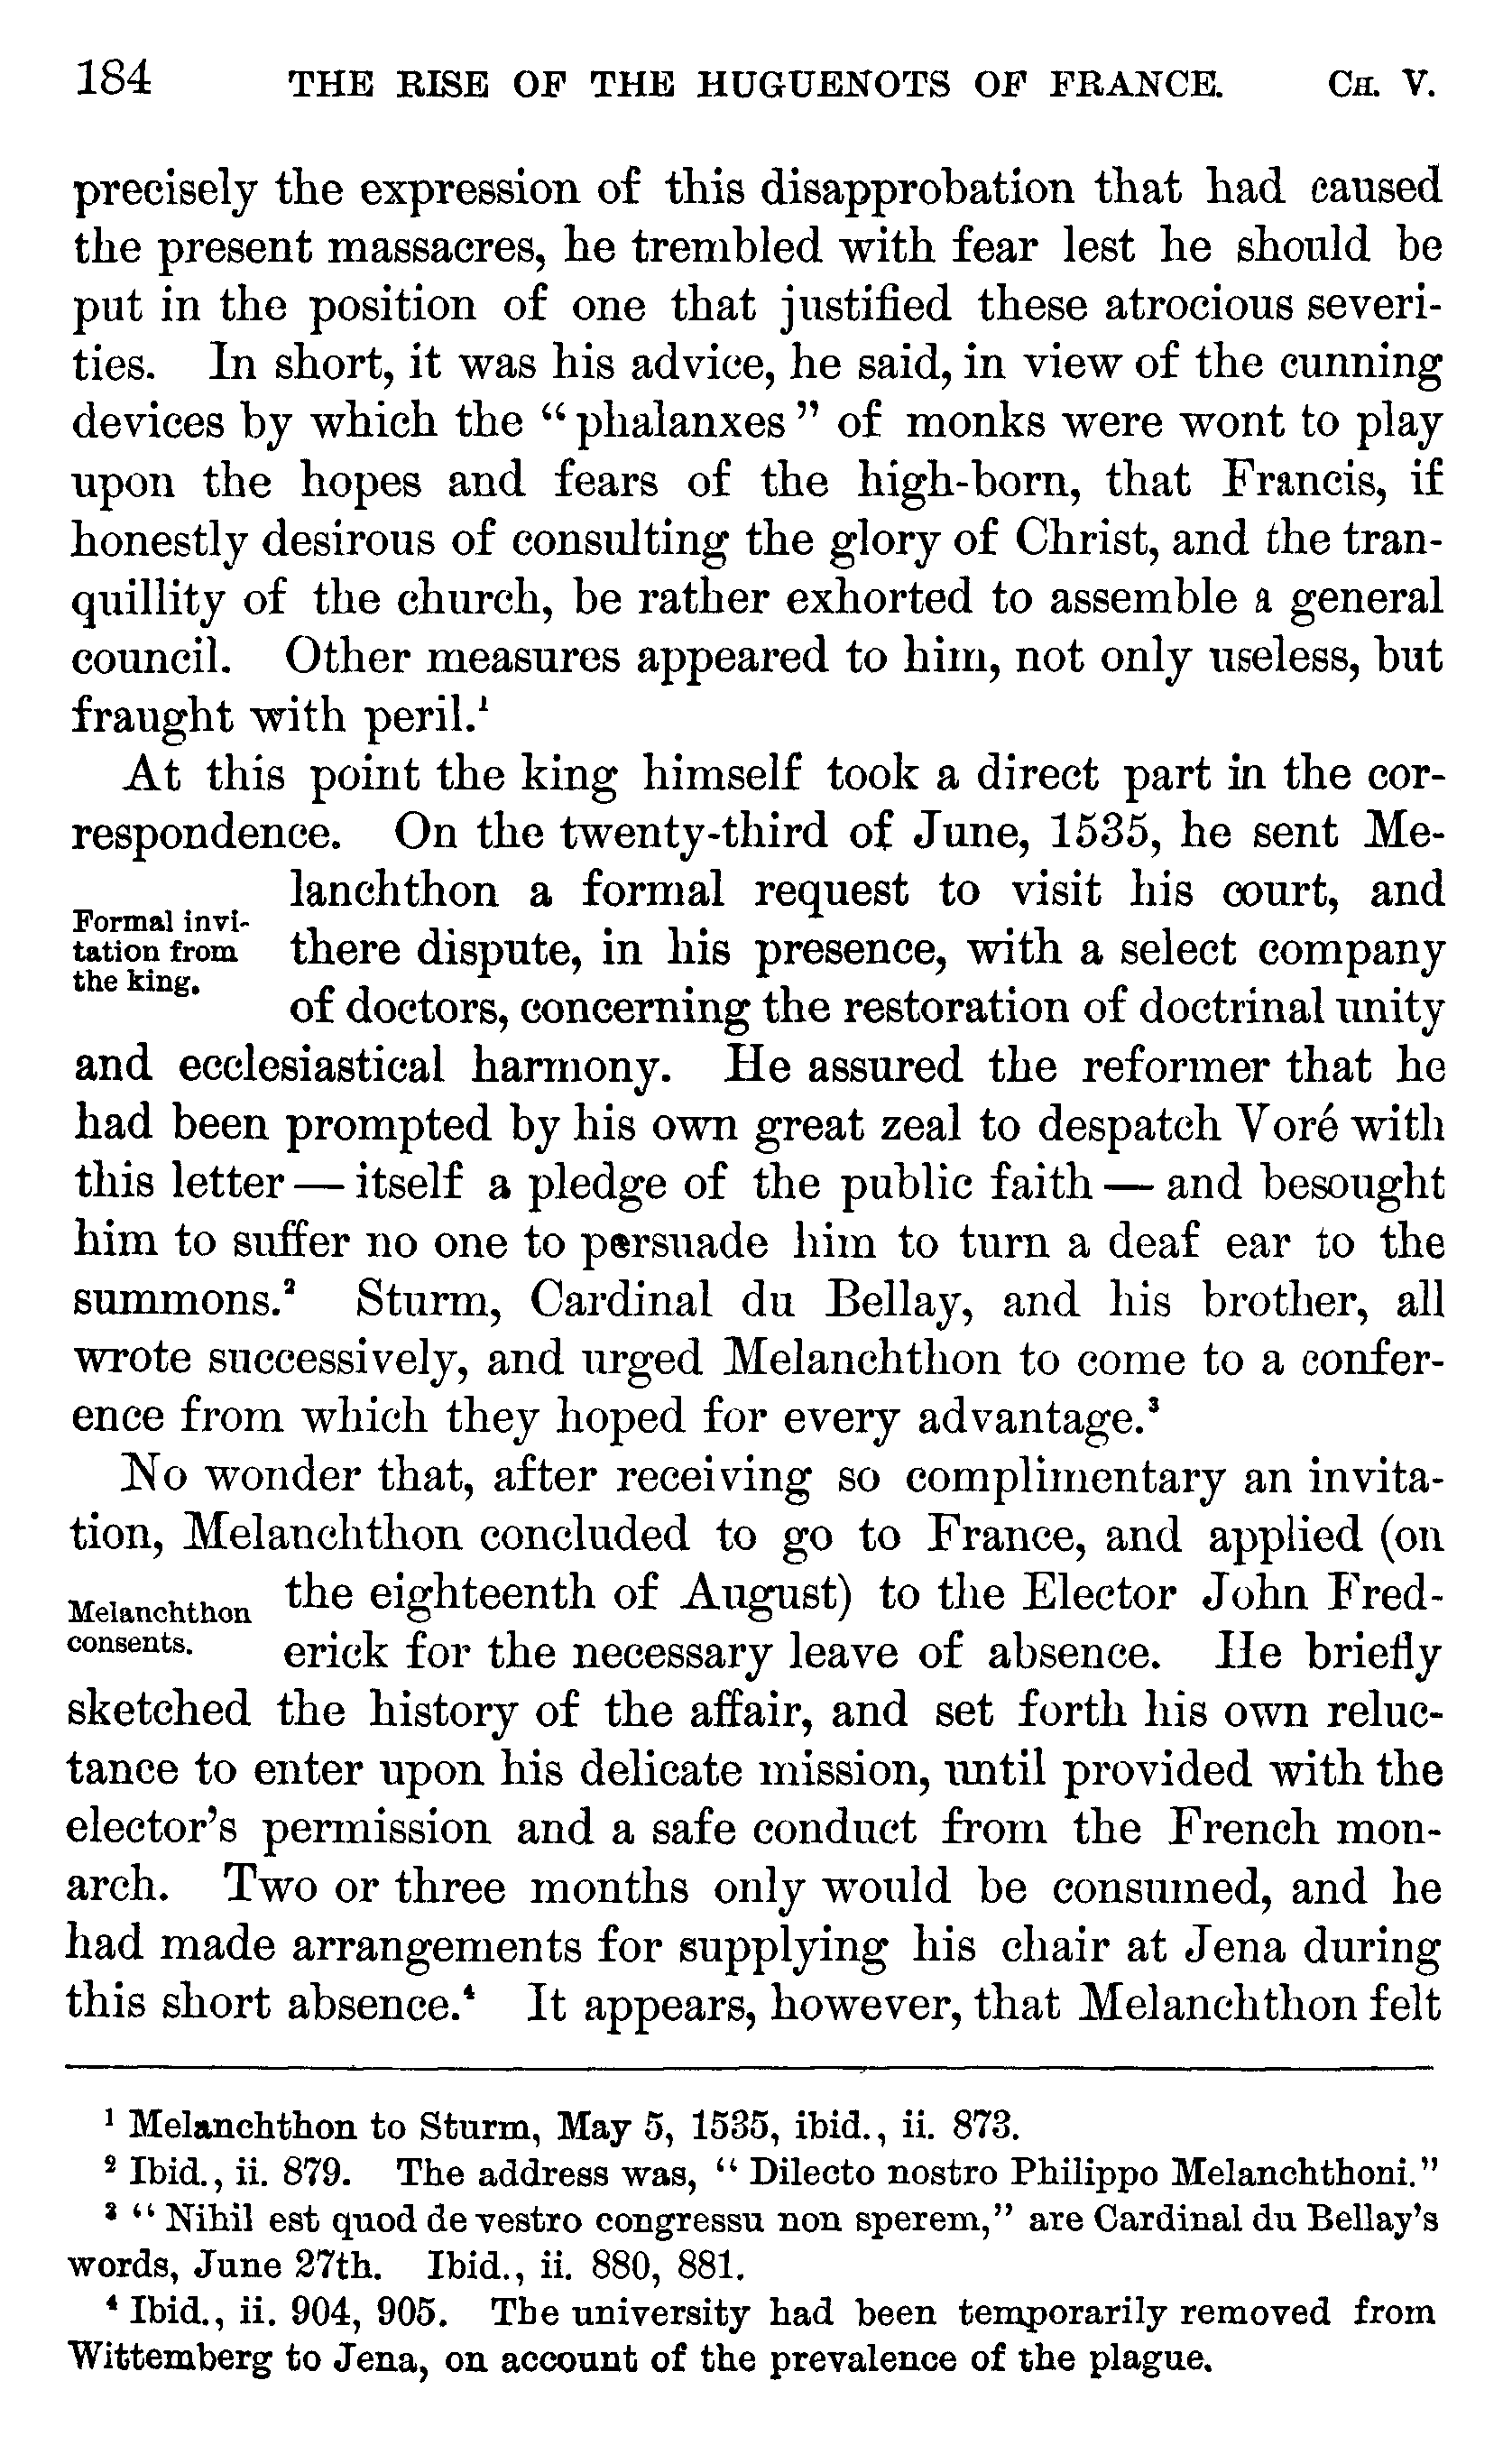 184 THE RISE OF THE HUGUENOTS OF FRANCE. CH. V.
precisely the expression of this disapprobation that had caused
the present massacres, he trembled with fear lest he should be
put in the position of one that justified these atrocious severi-
ties. In short, it was his advice, he said, in view of the cunning
devices by which the “phalanxes” of monks were wont to play
upon the hopes and fears of the high-born, that Francis, if
honestly desirous of consulting the glory of Christ, and the tran-
quillity of the church, be rather exhorted to assemble a general
council. Other measures appeared to him, not only useless, but
fraught with peril.¹
At this point the king himself took a direct part in the cor-
respondence. On the twenty-third of June, 1535, he sent Me-
lanchthon a formal request to visit his court, and
Formal invi-
tation from
the king.
there dispute, in his presence, with a select company
of doctors, concerning the restoration of doctrinal unity
and ecclesiastical harmony. He assured the reformer that he
had been prompted by his own great zeal to despatch Voré with
this letter — itself a pledge of the public faith — and besought
him to suffer no one to persuade him to turn a deaf ear to the
summons.² Sturm, Cardinal du Bellay, and his brother, all
wrote successively, and urged Melanchthon to come to a confer-
ence from which they hoped for every advantage.³
No wonder that, after receiving so complimentary an invita-
tion, Melanchthon concluded to go to France, and applied (on
Melanchthon
consents.
the eighteenth of August) to the Elector John Fred-
erick for the necessary leave of absence. He briefly
sketched the history of the affair, and set forth his own reluc-
tance to enter upon his delicate mission, until provided with the
elector's permission and a safe conduct from the French mon-
arch. Two or three months only would be consumed, and he
had made arrangements for supplying his chair at Jena during
this short absence.⁴ It appears, however, that Melanchthon felt
¹ Melanchthon to Sturm, May 5, 1535, ibid., ii. 873.
² Ibid., ii. 879. The address was, “Dilecto nostro Philippo Melanchthoni.”
³ “Nihil est quod de vestro congressu non sperem,” are Cardinal du Bellay's
words, June 27th. Ibid., ii. 880, 881.
⁴ Ibid., ii. 904, 905. The university had been temporarily removed from
Wittemberg to Jena, on account of the prevalence of the plague.